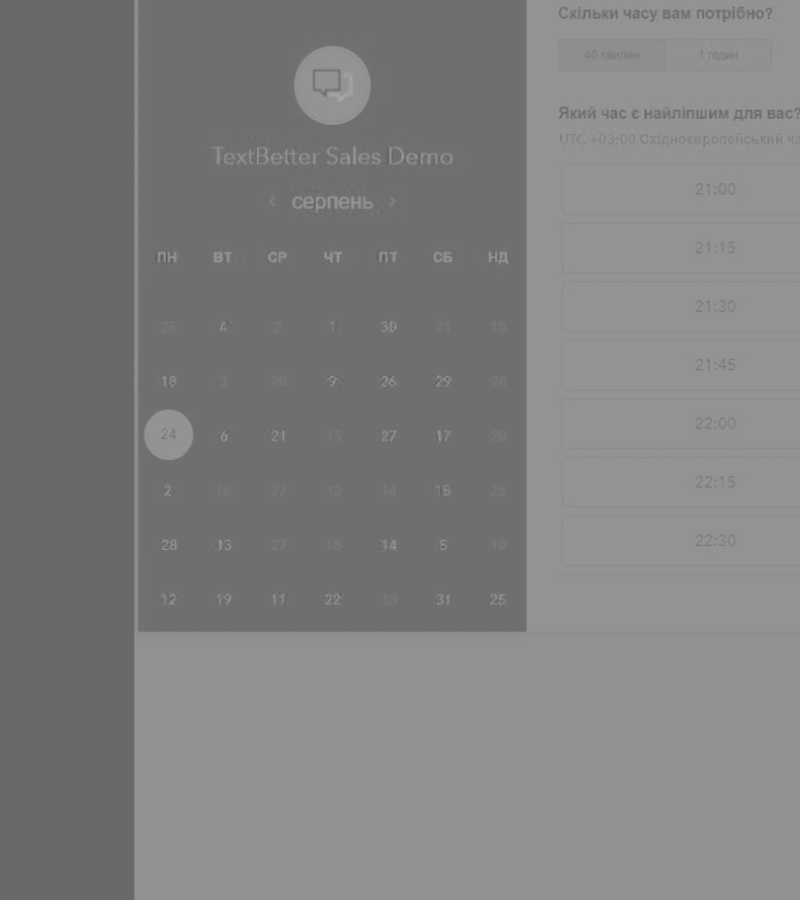 TextBetter Sales Demo
‹ серпень ›
ПН ВТ СР ЧТ ПТ СБ НД
25 4 2 1 30 21 10
18 3 20 9 26 29 28
24 6 21 15 27 17 20
2 18 27 12 14 15 25
28 13 27 18 14 5 10
12 19 11 22 13 31 25
Скільки часу вам потрібно?
40 хвилин 1 годин
Який час є найліпшим для вас?
UTC +03:00 Східноєвропейський
21:00
21:15
21:30
21:45
22:00
22:15
22:30